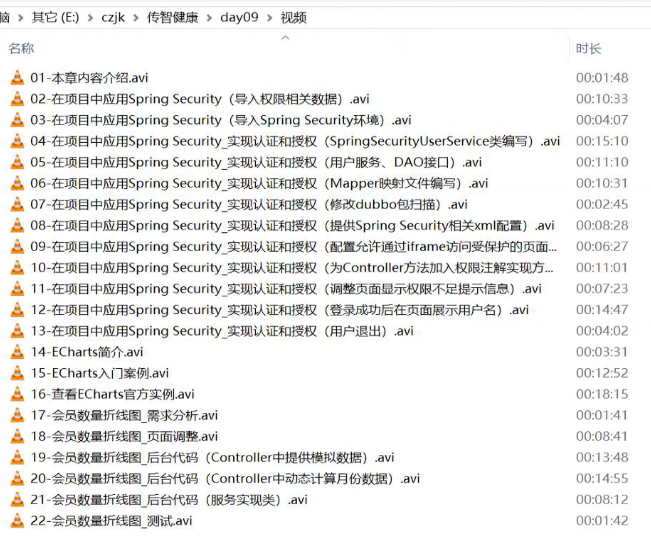 脑 > 其它 (E:) > czjk > 传智健康 > day09 > 视频
名称 时长
01-本章内容介绍.avi 00:01:48
02-在项目中应用Spring Security（导入权限相关数据）.avi 00:10:33
03-在项目中应用Spring Security（导入Spring Security环境）.avi 00:04:07
04-在项目中应用Spring Security_实现认证和授权（SpringSecurityUserService类编写）.avi 00:15:10
05-在项目中应用Spring Security_实现认证和授权（用户服务、DAO接口）.avi 00:11:10
06-在项目中应用Spring Security_实现认证和授权（Mapper映射文件编写）.avi 00:10:31
07-在项目中应用Spring Security_实现认证和授权（修改dubbo包扫描）.avi 00:02:45
08-在项目中应用Spring Security_实现认证和授权（提供Spring Security相关xml配置）.avi 00:08:28
09-在项目中应用Spring Security_实现认证和授权（配置允许通过iframe访问受保护的页面... 00:06:27
10-在项目中应用Spring Security_实现认证和授权（为Controller方法加入权限注解实现方... 00:11:01
11-在项目中应用Spring Security_实现认证和授权（调整页面显示权限不足提示信息）.avi 00:07:23
12-在项目中应用Spring Security_实现认证和授权（登录成功后在页面展示用户名）.avi 00:14:47
13-在项目中应用Spring Security_实现认证和授权（用户退出）.avi 00:04:02
14-ECharts简介.avi 00:03:31
15-ECharts入门案例.avi 00:12:52
16-查看ECharts官方实例.avi 00:18:15
17-会员数量折线图_需求分析.avi 00:01:41
18-会员数量折线图_页面调整.avi 00:08:41
19-会员数量折线图_后台代码（Controller中提供模拟数据）.avi 00:13:48
20-会员数量折线图_后台代码（Controller中动态计算月份数据）.avi 00:14:55
21-会员数量折线图_后台代码（服务实现类）.avi 00:08:12
22-会员数量折线图_测试.avi 00:01:42